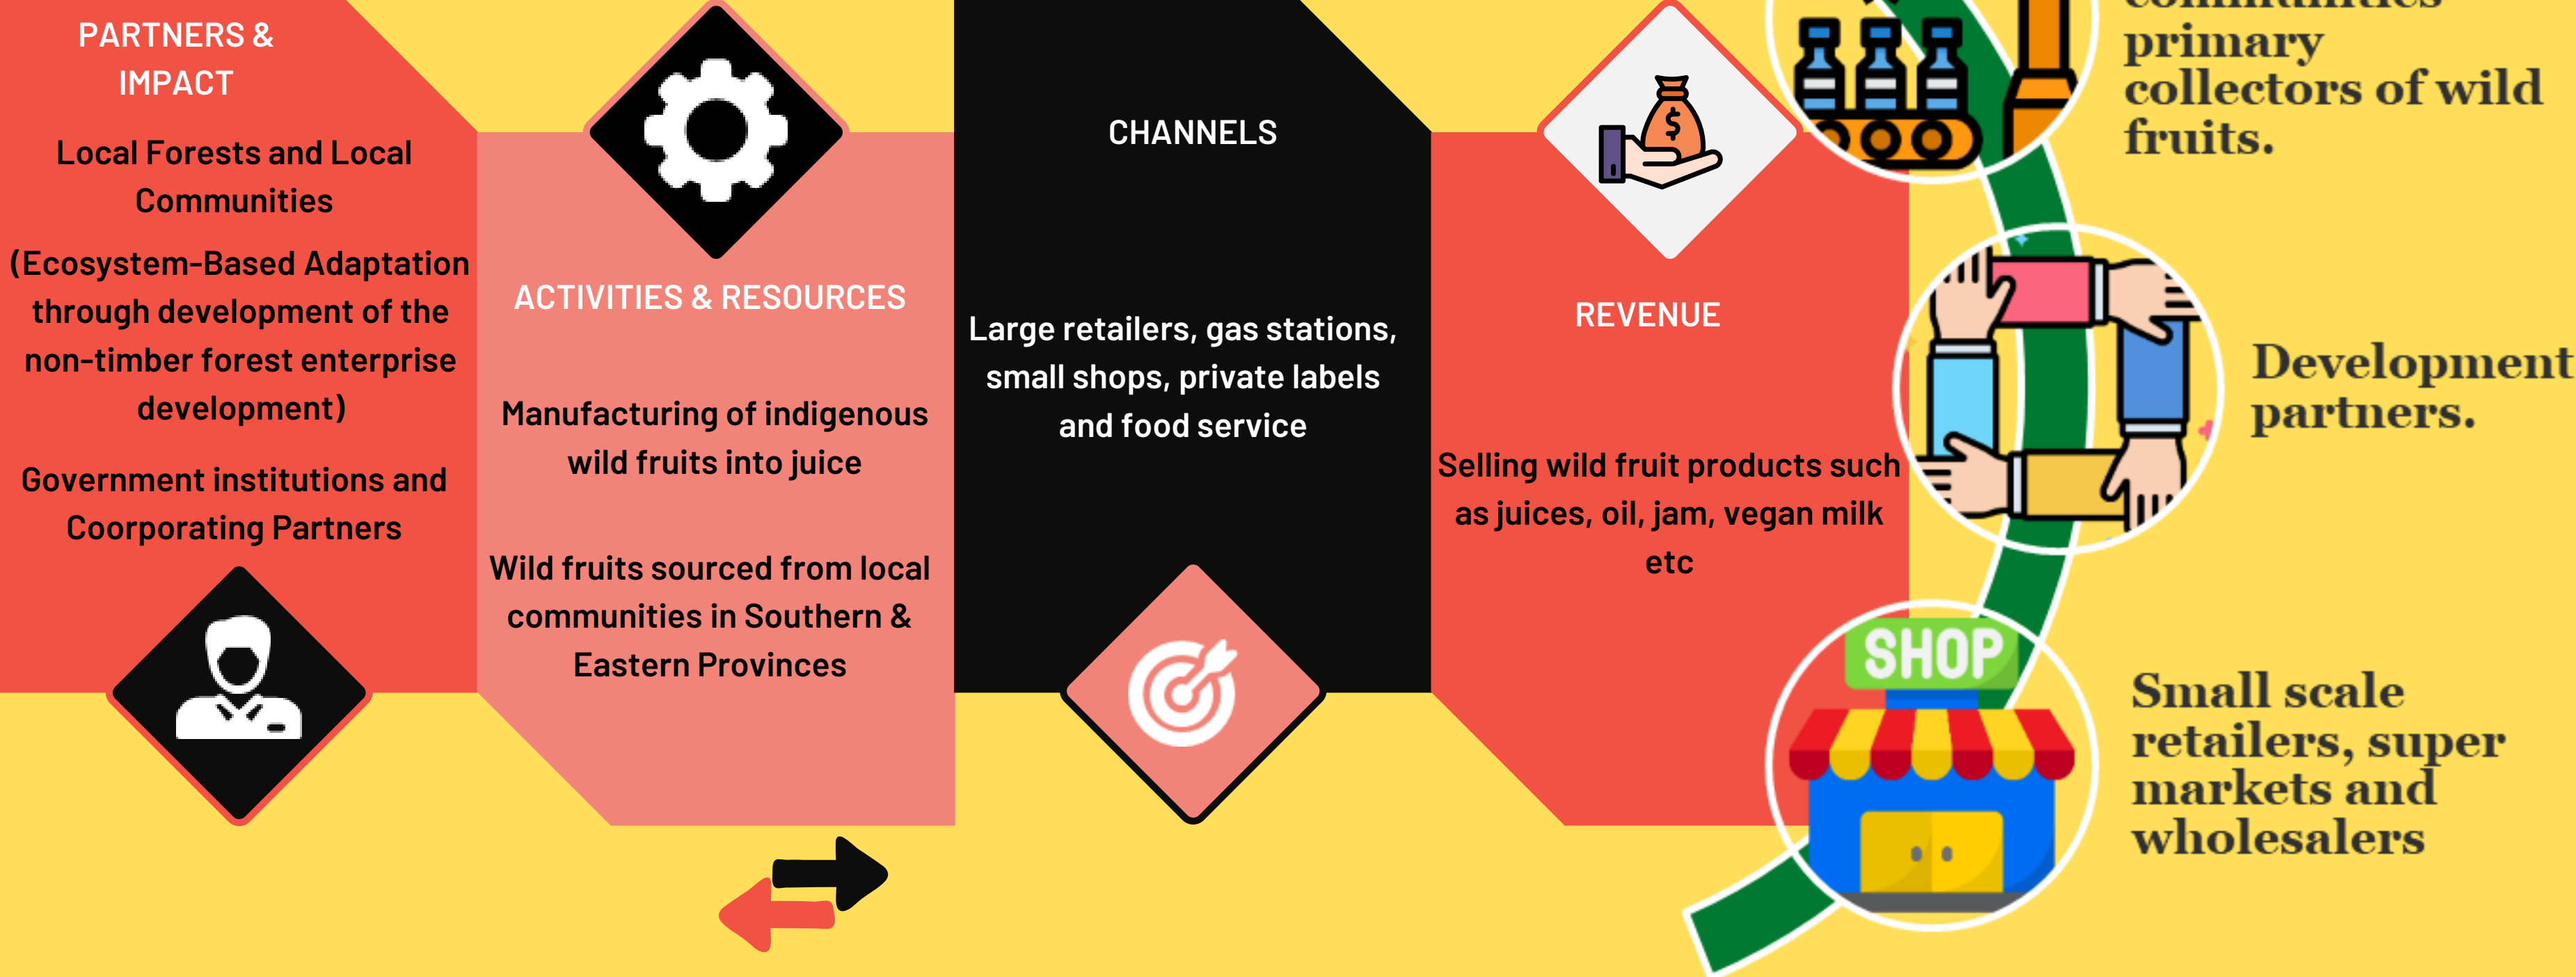 PARTNERS &
IMPACT
Local Forests and Local
Communities
(Ecosystem-Based Adaptation
through development of the
non-timber forest enterprise
development)
Government institutions and
Coorporating Partners
ACTIVITIES & RESOURCES
Manufacturing of indigenous
wild fruits into juice
Wild fruits sourced from local
communities in Southern &
Eastern Provinces
CHANNELS
Large retailers, gas stations,
small shops, private labels
and food service
$
REVENUE
Selling wild fruit products such
as juices, oil, jam, vegan milk
etc
communities
primary
collectors of wild
fruits.
Development
partners.
SHOP
Small scale
retailers, super
markets and
wholesalers